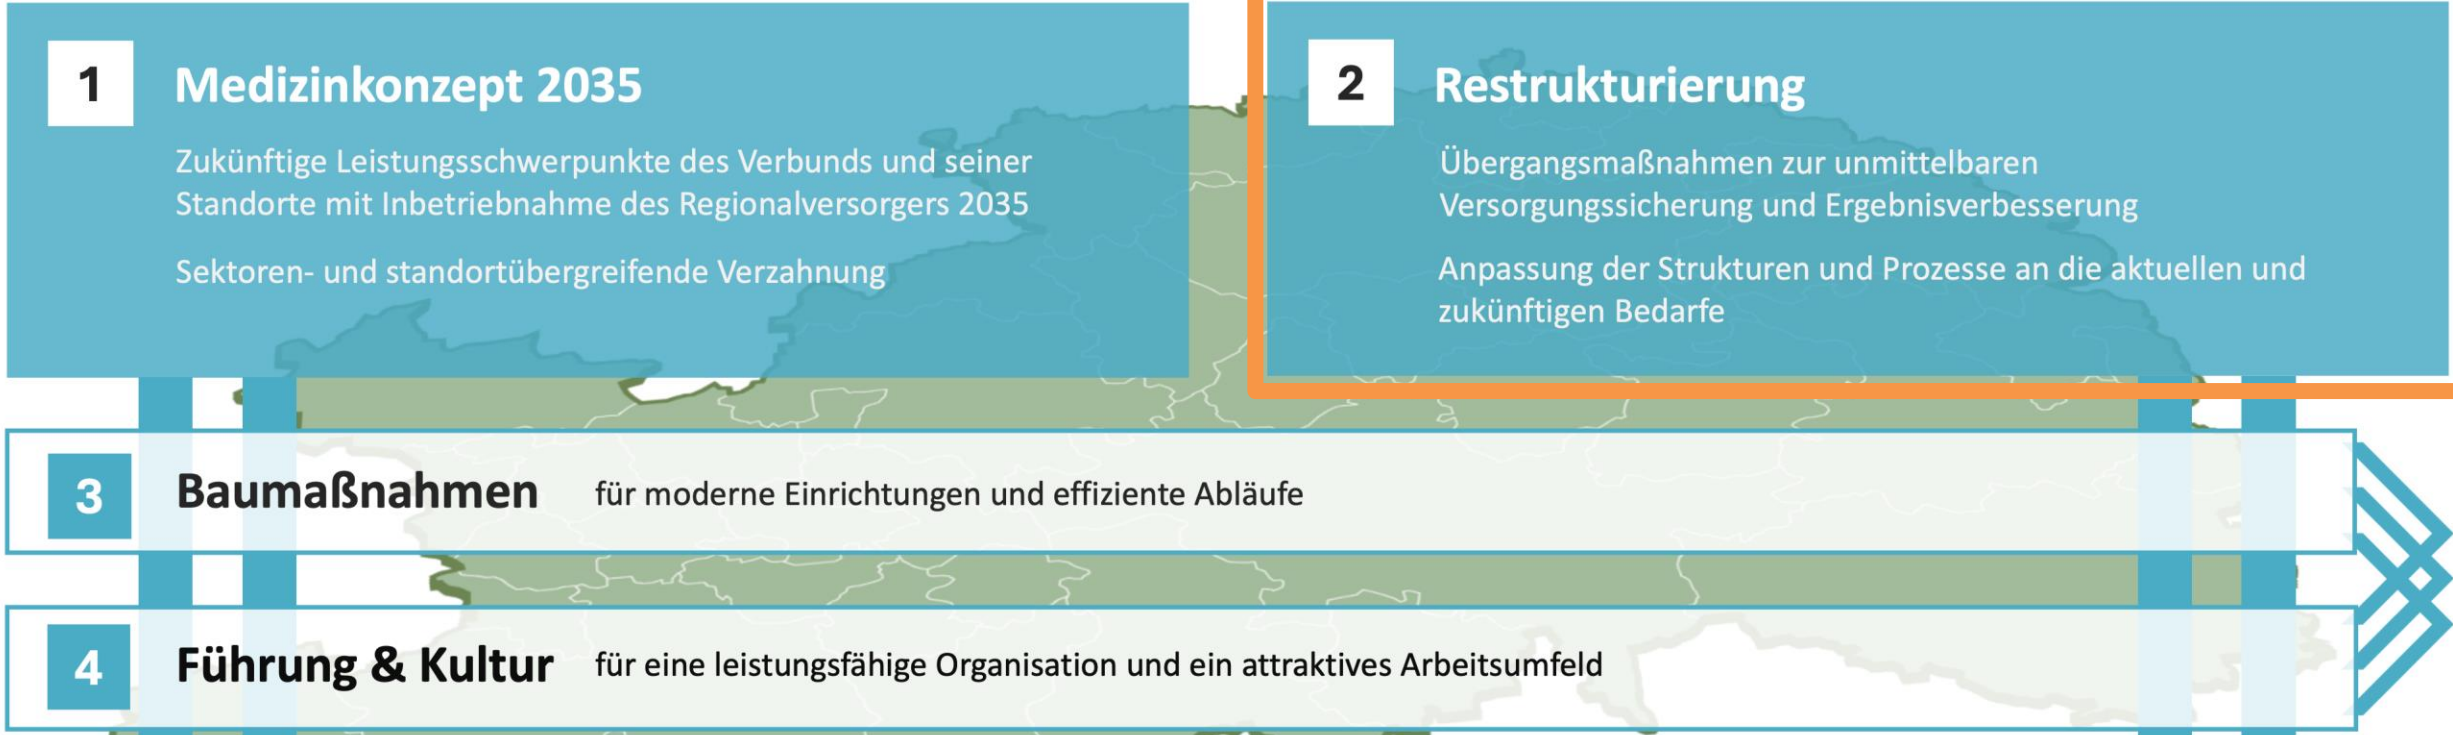 1
Medizinkonzept 2035
Zukünftige Leistungsschwerpunkte des Verbunds und seiner
Standorte mit Inbetriebnahme des Regionalversorgers 2035
Sektoren- und standortübergreifende Verzahnung
2
Restrukturierung
Übergangsmaßnahmen zur unmittelbaren
Versorgungssicherung und Ergebnisverbesserung
Anpassung der Strukturen und Prozesse an die aktuellen und
zukünftigen Bedarfe
3
Baumaßnahmen für moderne Einrichtungen und effiziente Abläufe
4
Führung & Kultur für eine leistungsfähige Organisation und ein attraktives Arbeitsumfeld